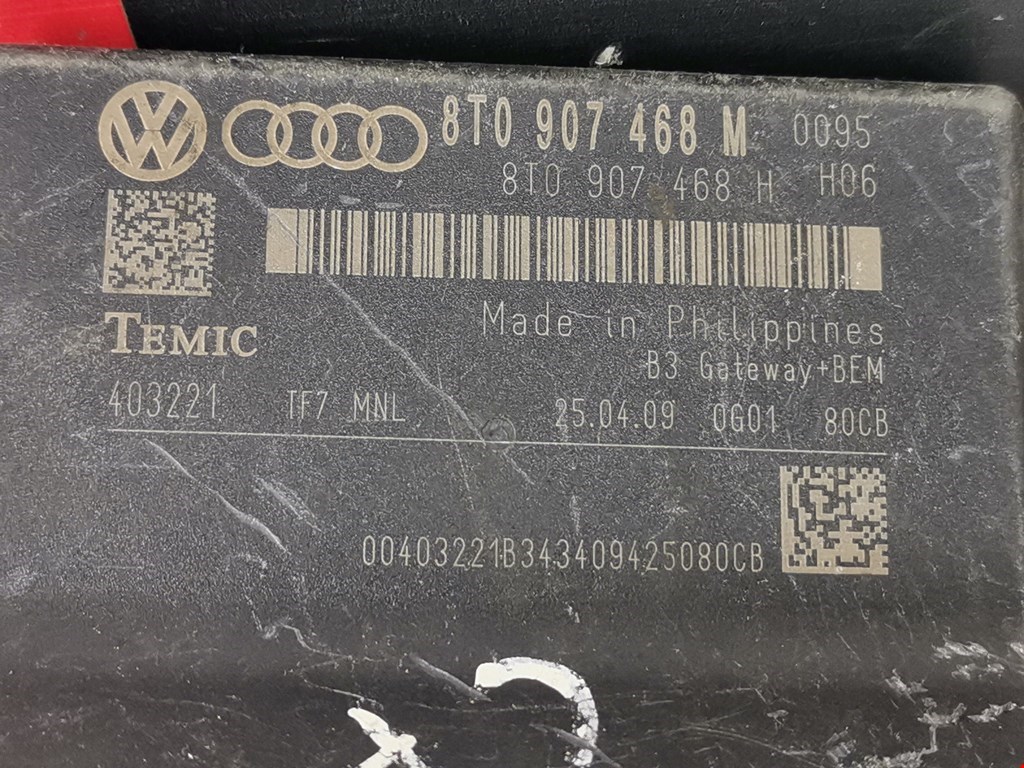 8T0 907 468 M 0095
8T0 907 468 H H06
TEMIC
Made in Philippines
B3 Gateway+BEM
403221 TF7 MNL 25.04.09 0G01 80CB
00403221B343409425080CB